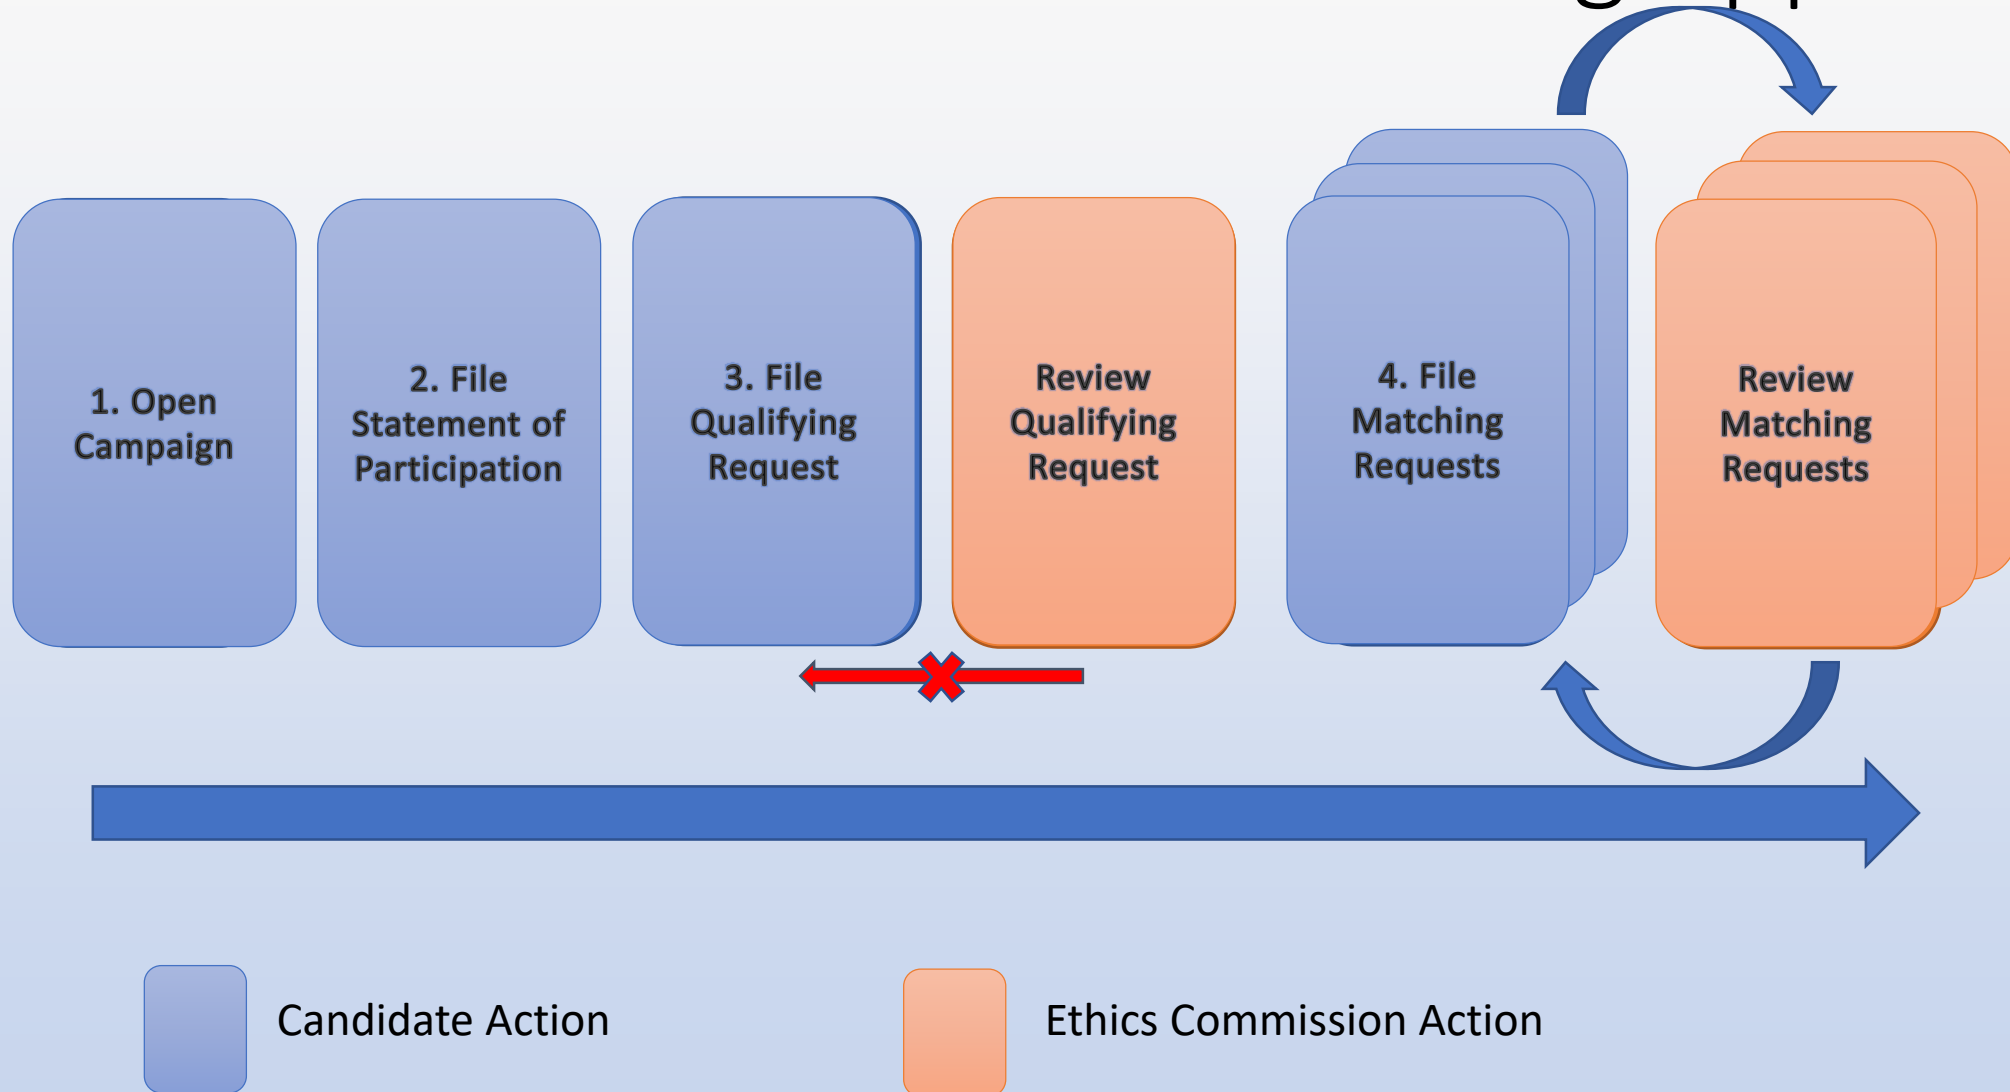 1. Open
Campaign
2. File
Statement of
Participation
3. File
Qualifying
Request
Review
Qualifying
Request
4. File
Matching
Requests
Review
Matching
Requests
Candidate Action
Ethics Commission Action